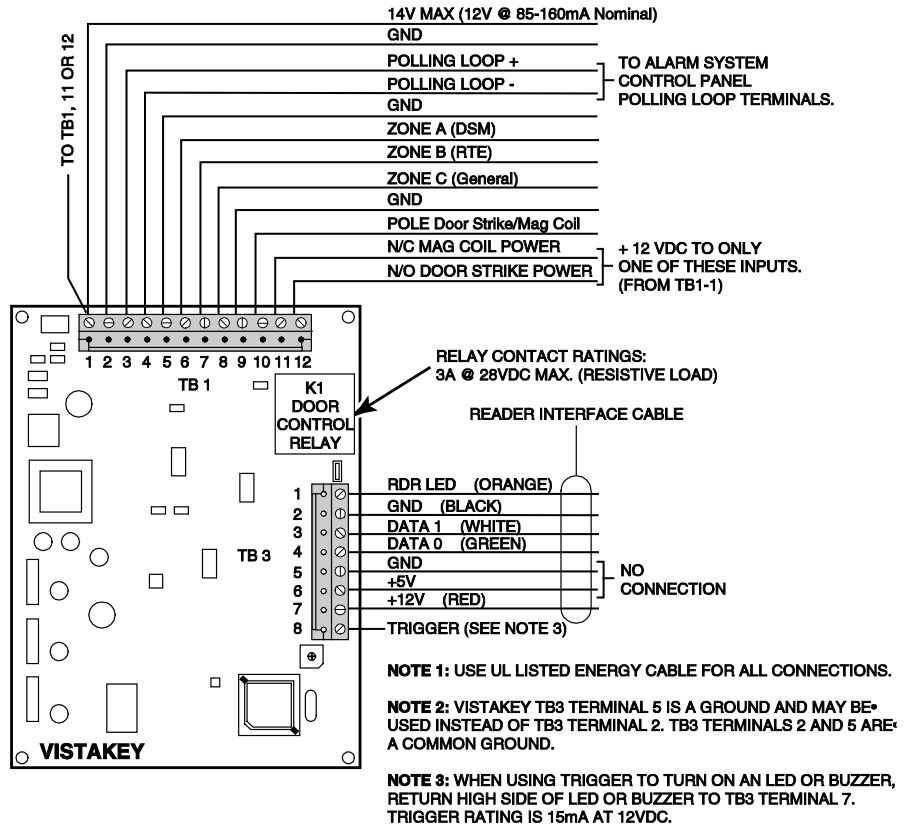 14V MAX (12V @ 85-160mA Nominal)
GND
POLLING LOOP +
POLLING LOOP -
GND
ZONE A (DSM)
ZONE B (RTE)
ZONE C (General)
GND
POLE Door Strike/Mag Coil
N/C MAG COIL POWER
N/O DOOR STRIKE POWER
TO ALARM SYSTEM
CONTROL PANEL
POLLING LOOP TERMINALS.
+ 12 VDC TO ONLY
ONE OF THESE INPUTS.
(FROM TB1-1)
TO TB1, 11 OR 12
1 2 3 4 5 6 7 8 9 10 11 12
TB 1
K1
DOOR
CONTROL
RELAY
RELAY CONTACT RATINGS:
3A @ 28VDC MAX. (RESISTIVE LOAD)
READER INTERFACE CABLE
TB 3
1 RDR LED (ORANGE)
2 GND (BLACK)
3 DATA 1 (WHITE)
4 DATA 0 (GREEN)
5 GND
6 +5V
7 +12V (RED)
8 TRIGGER (SEE NOTE 3)
NO
CONNECTION
VISTAKEY
NOTE 1: USE UL LISTED ENERGY CABLE FOR ALL CONNECTIONS.
NOTE 2: VISTAKEY TB3 TERMINAL 5 IS A GROUND AND MAY BE
USED INSTEAD OF TB3 TERMINAL 2. TB3 TERMINALS 2 AND 5 ARE
A COMMON GROUND.
NOTE 3: WHEN USING TRIGGER TO TURN ON AN LED OR BUZZER,
RETURN HIGH SIDE OF LED OR BUZZER TO TB3 TERMINAL 7.
TRIGGER RATING IS 15mA AT 12VDC.